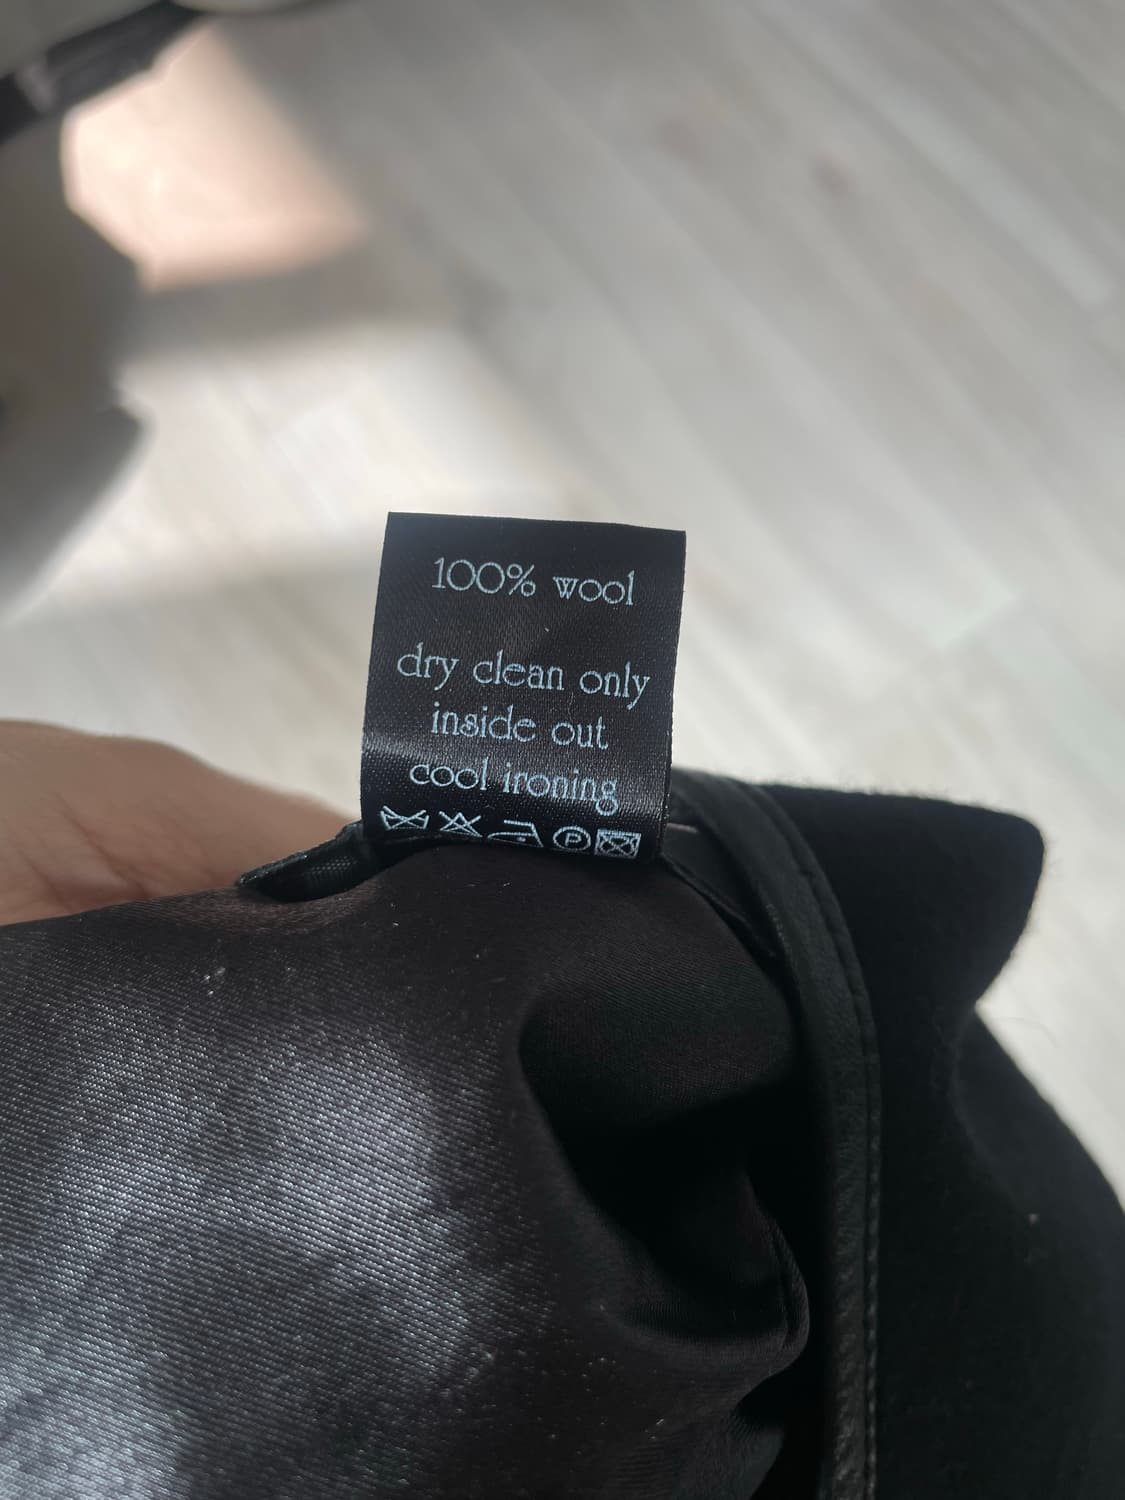 100% wool
dry clean only
inside out
cool ironing
P